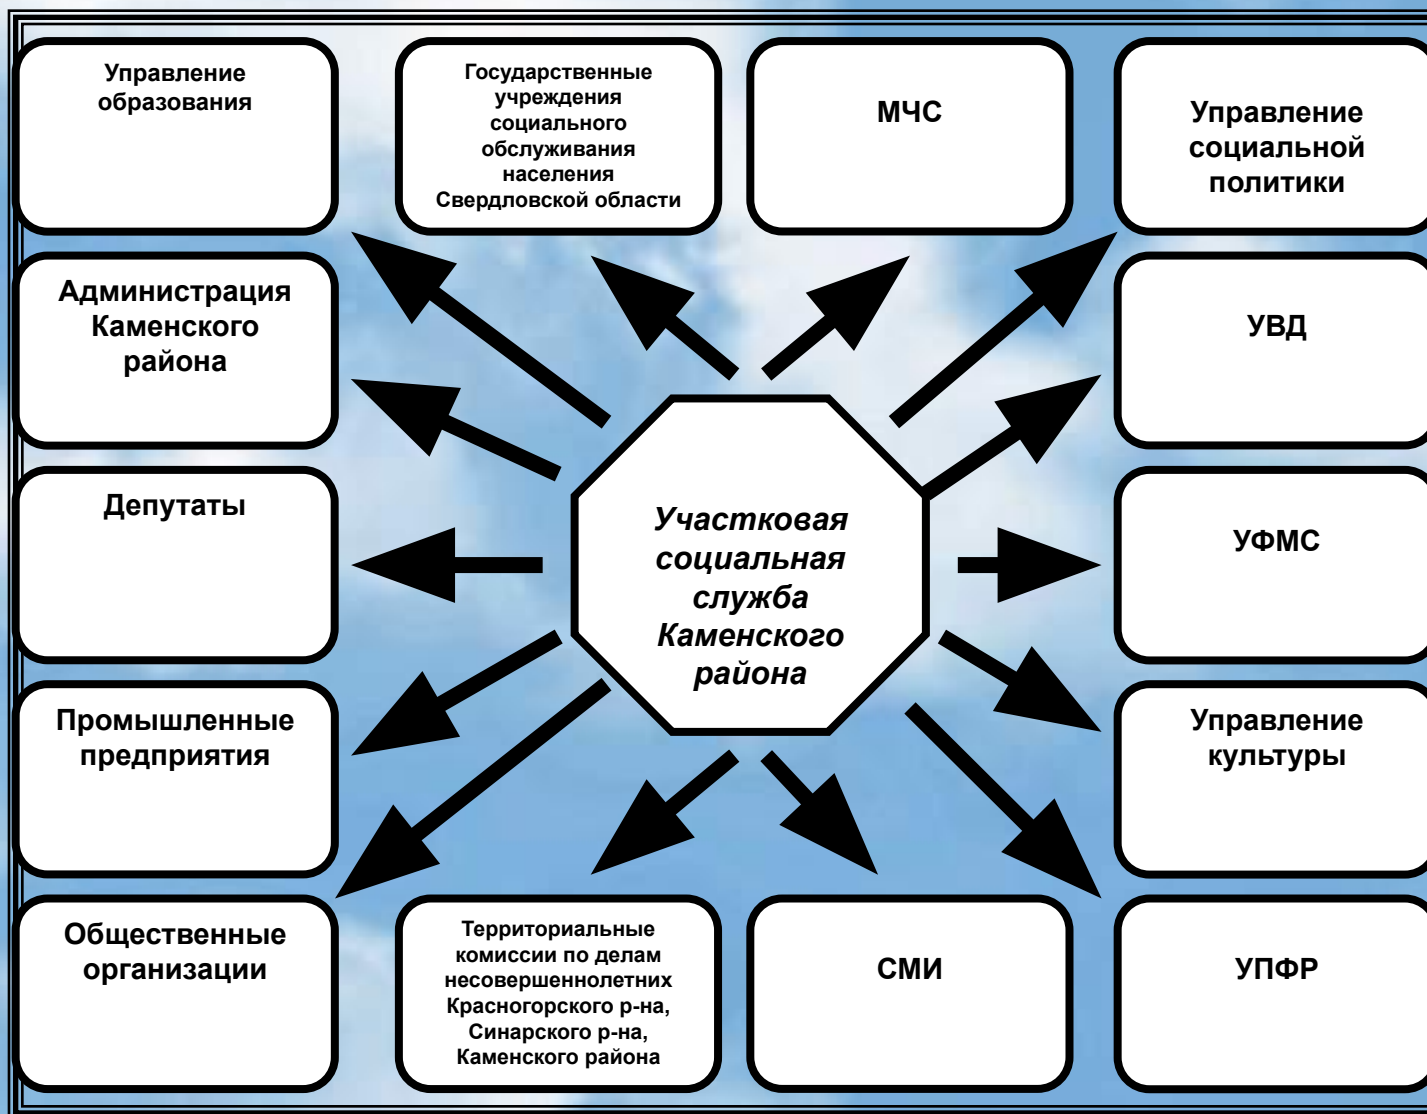 Управление
образования
Государственные
учреждения
социального
обслуживания
населения
Свердловской области
МЧС
Управление
социальной
политики
Администрация
Каменского
района
УВД
Депутаты
Участковая
социальная
служба
Каменского
района
УФМС
Промышленные
предприятия
Управление
культуры
Общественные
организации
Территориальные
комиссии по делам
несовершеннолетних
Красногорского р-на,
Синарского р-на,
Каменского района
СМИ
УПФР